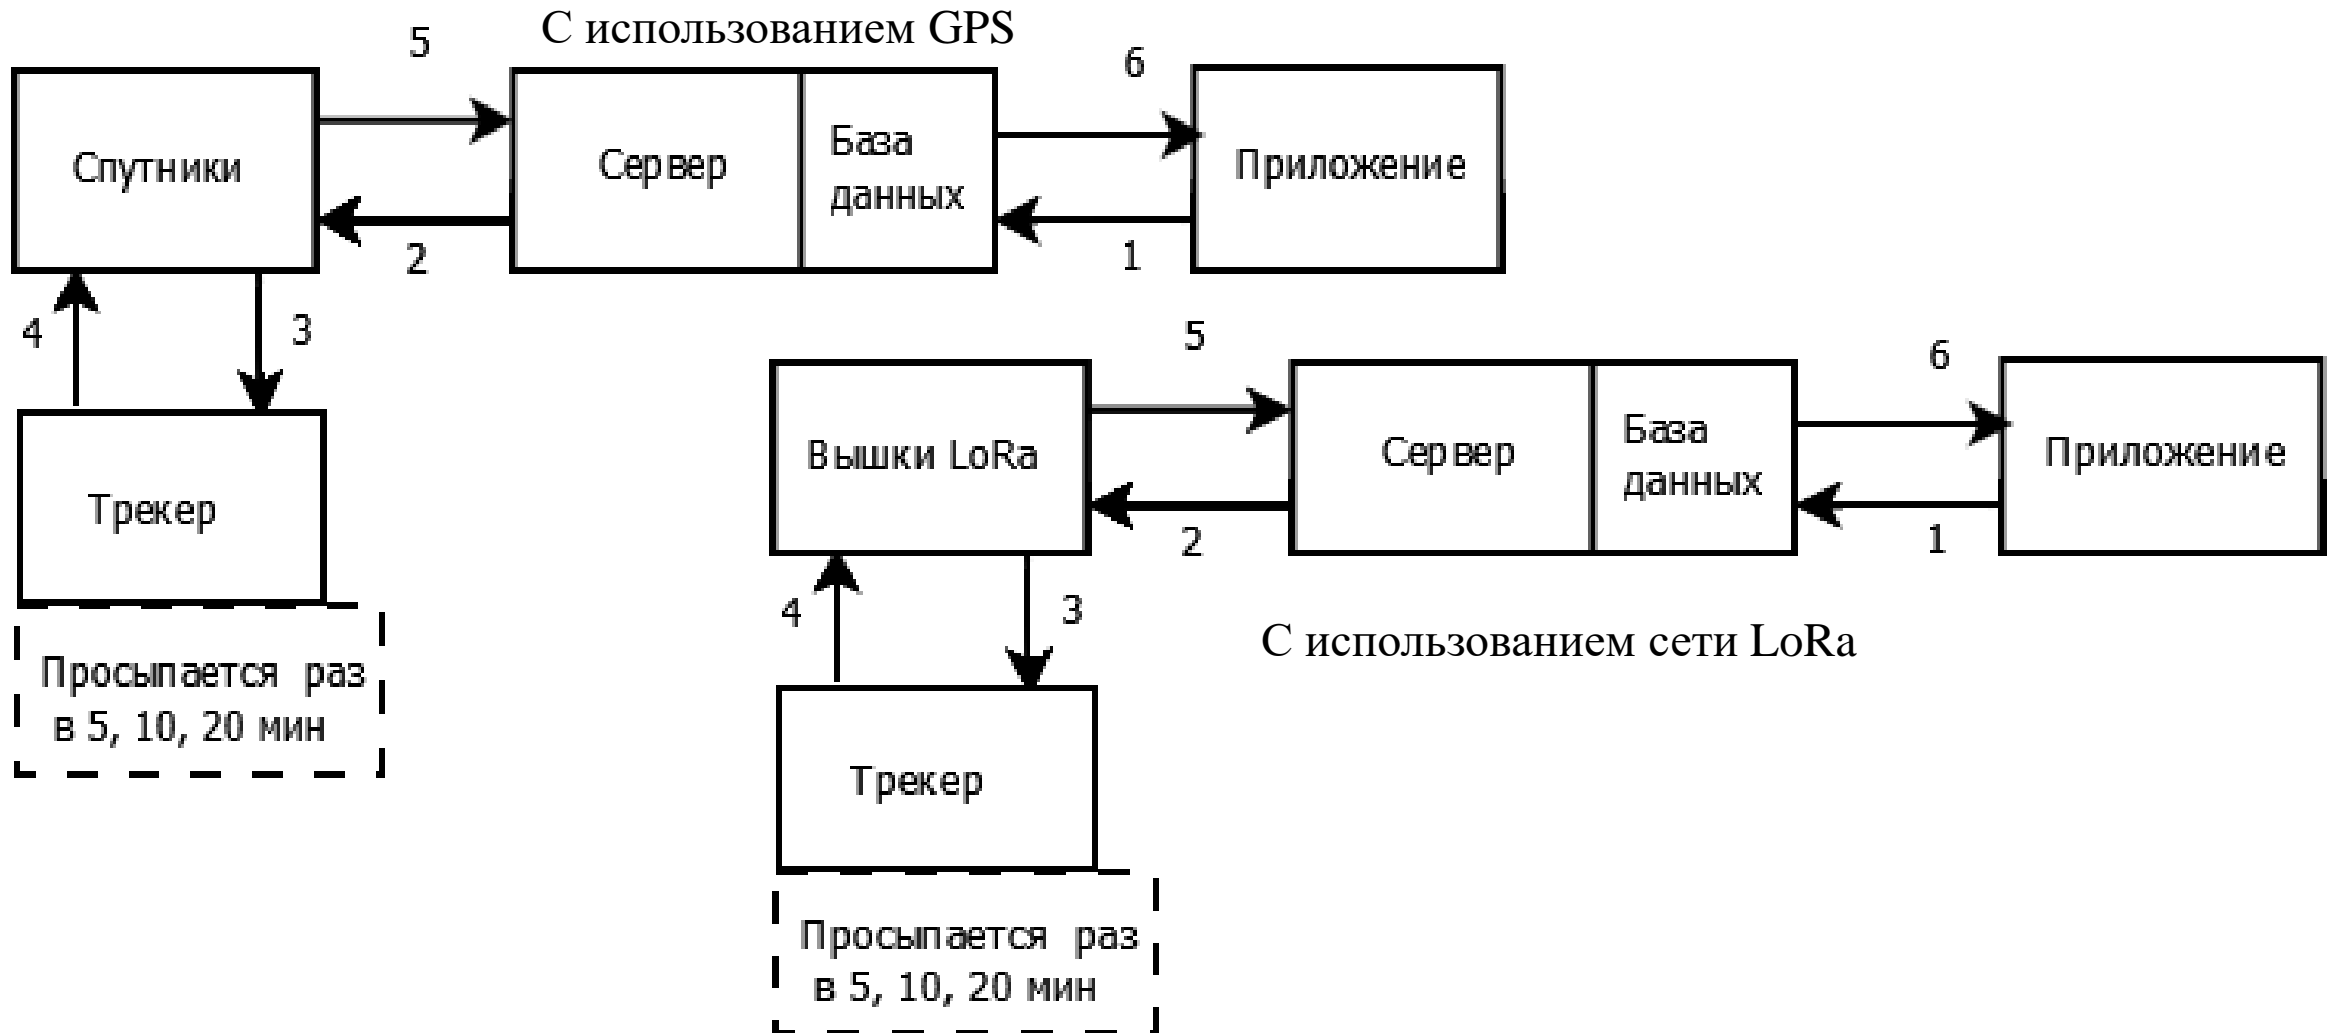 С использованием GPS
5
6
Спутники
Сервер
База
данных
Приложение
2
1
4
3
Трекер
Просыпается раз
в 5, 10, 20 мин
5
6
Вышки LoRa
Сервер
База
данных
Приложение
2
1
4
3
С использованием сети LoRa
Трекер
Просыпается раз
в 5, 10, 20 мин